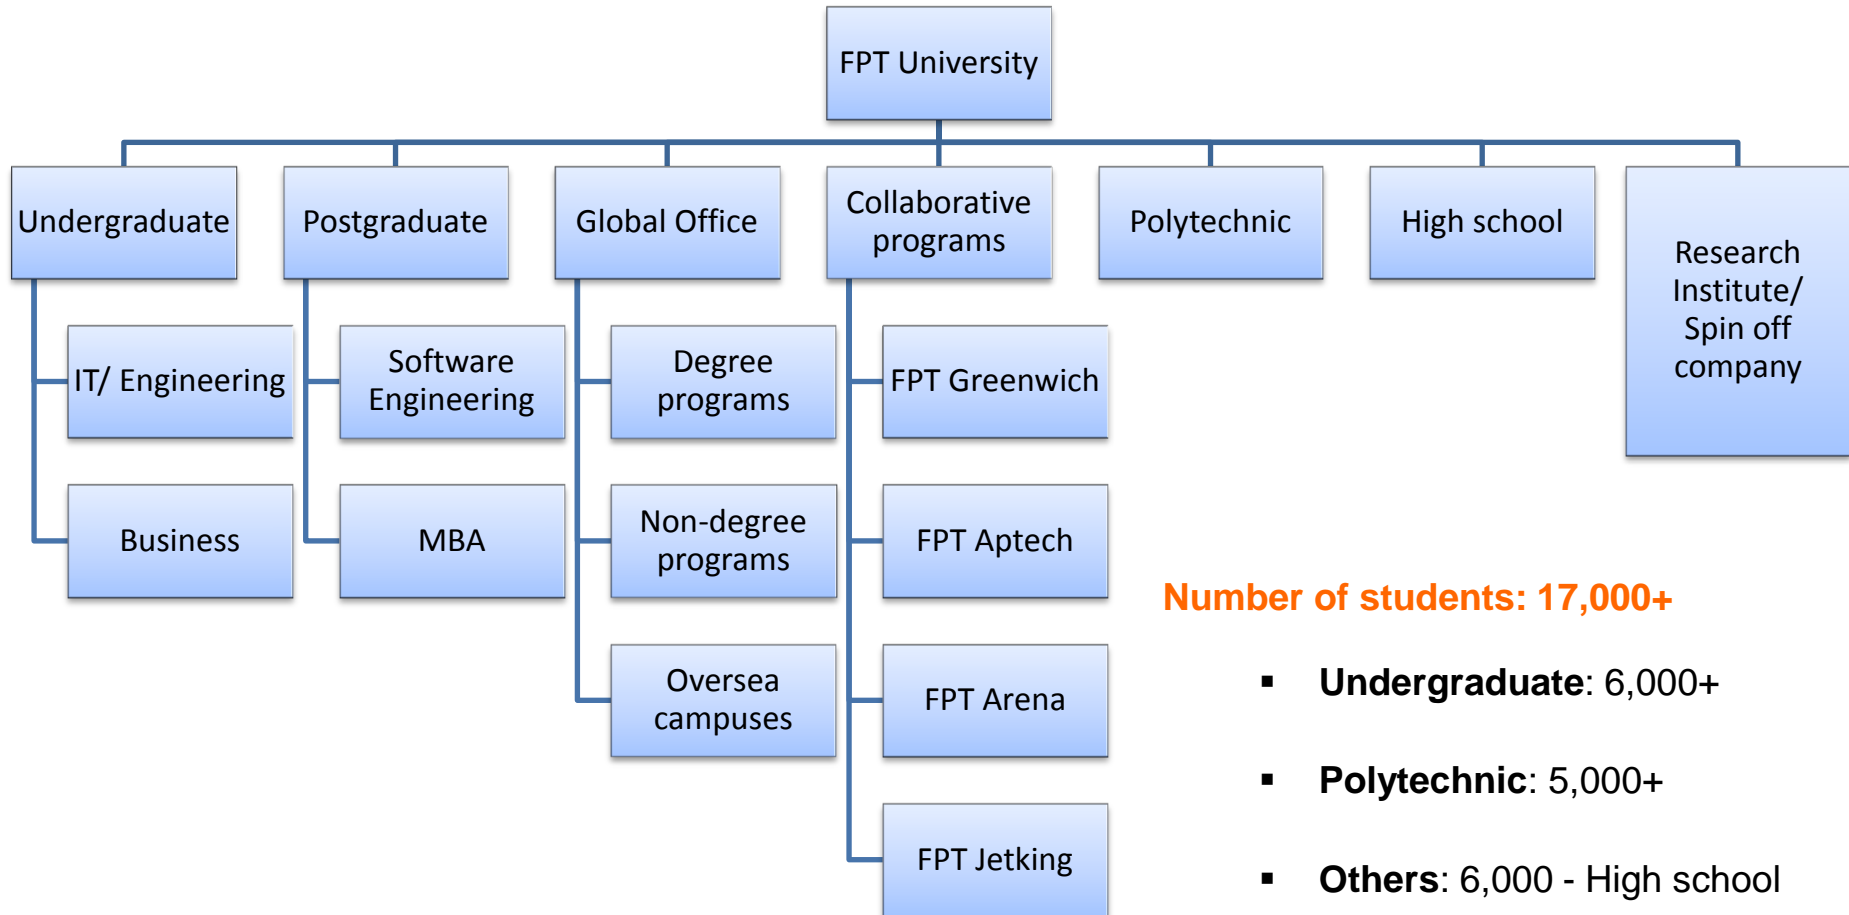 FPT University
Undergraduate
Postgraduate
Global Office
Collaborative
programs
Polytechnic
High school
Research
Institute/
Spin off
company
IT/ Engineering
Business
Software
Engineering
MBA
Degree
programs
Non-degree
programs
Oversea
campuses
FPT Greenwich
FPT Aptech
FPT Arena
FPT Jetking
Number of students: 17,000+
▪ Undergraduate: 6,000+
▪ Polytechnic: 5,000+
▪ Others: 6,000 - High school